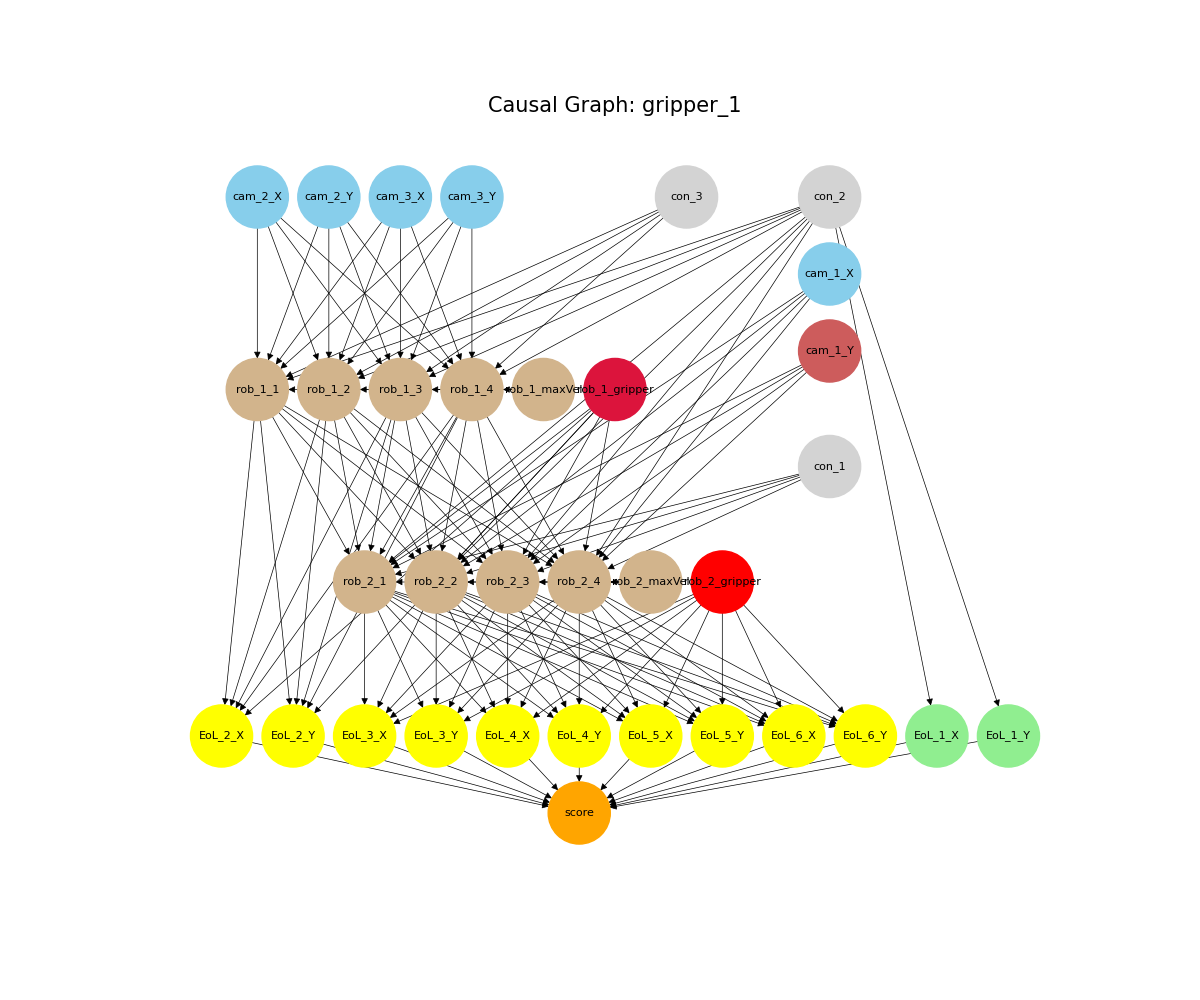 Causal Graph: gripper_1
cam_2_X cam_2_Y cam_3_X cam_3_Y con_3 con_2
cam_1_X
cam_1_Y
rob_1_1 rob_1_2 rob_1_3 rob_1_4 rob_1_maxVel rob_1_gripper
con_1
rob_2_1 rob_2_2 rob_2_3 rob_2_4 rob_2_maxVel rob_2_gripper
EoL_2_X EoL_2_Y EoL_3_X EoL_3_Y EoL_4_X EoL_4_Y EoL_5_X EoL_5_Y EoL_6_X EoL_6_Y EoL_1_X EoL_1_Y
score